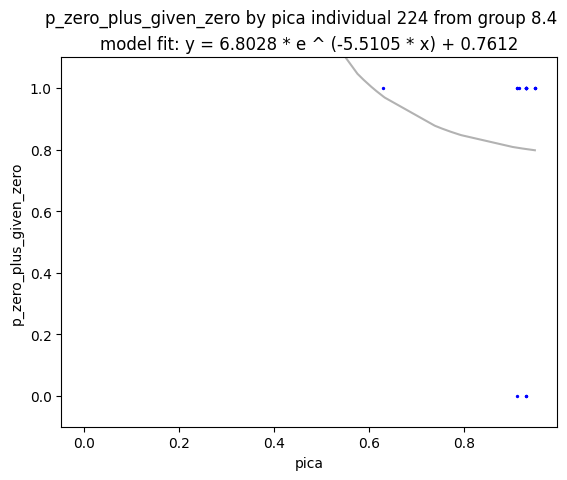 p_zero_plus_given_zero by pica individual 224 from group 8.4
model fit: y = 6.8028 * e ^ (-5.5105 * x) + 0.7612
p_zero_plus_given_zero
1.0
0.8
0.6
0.4
0.2
0.0
0.0 0.2 0.4 0.6 0.8
pica